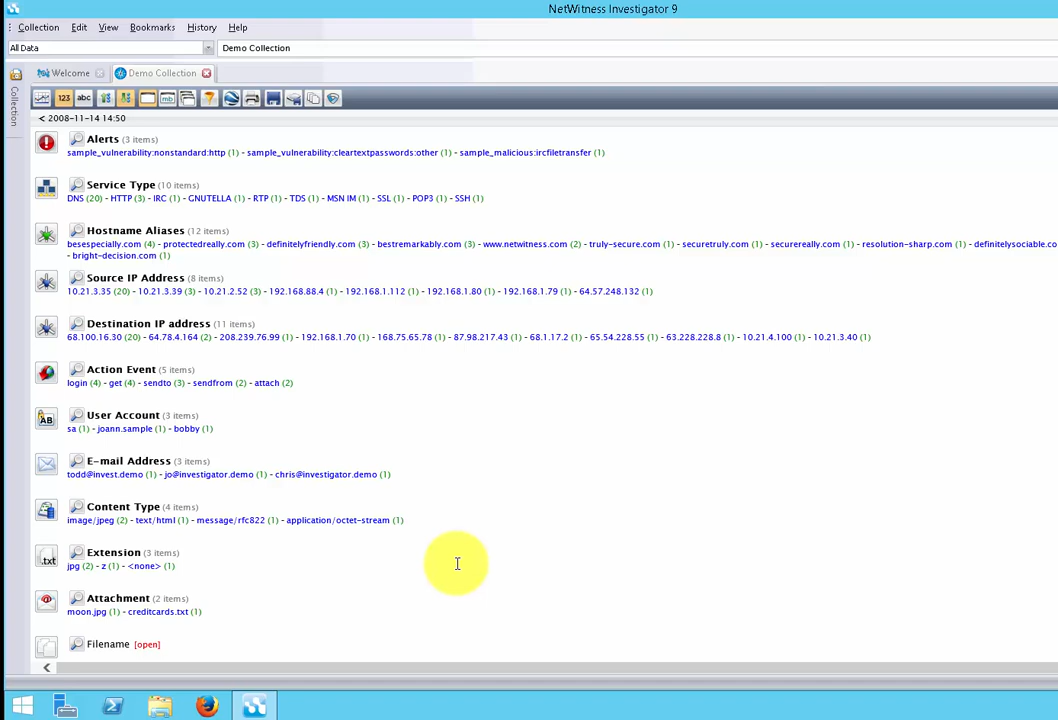 NetWitness Investigator 9
Collection Edit View Bookmarks History Help
All Data Demo Collection
Welcome Demo Collection
123 abc mb
Collection
< 2008-11-14 14:50
Alerts (3 items)
sample_vulnerability:nonstandard:http (1) - sample_vulnerability:cleartextpasswords:other (1) - sample_malicious:ircfiletransfer (1)
Service Type (10 items)
DNS (20) - HTTP (3) - IRC (1) - GNUTELLA (1) - RTP (1) - TDS (1) - MSN IM (1) - SSL (1) - POP3 (1) - SSH (1)
Hostname Aliases (12 items)
besespecially.com (4) - protectedreally.com (3) - definitelyfriendly.com (3) - bestremarkably.com (3) - www.netwitness.com (2) - truly-secure.com (1) - securetruly.com (1) - securereally.com (1) - resolution-sharp.com (1) - definitelysociable.co
- bright-decision.com (1)
Source IP Address (8 items)
10.21.3.35 (20) - 10.21.3.39 (3) - 10.21.2.52 (3) - 192.168.88.4 (1) - 192.168.1.112 (1) - 192.168.1.80 (1) - 192.168.1.79 (1) - 64.57.248.132 (1)
Destination IP address (11 items)
68.100.16.30 (20) - 64.78.4.164 (2) - 208.239.76.99 (1) - 192.168.1.70 (1) - 168.75.65.78 (1) - 87.98.217.43 (1) - 68.1.17.2 (1) - 65.54.228.55 (1) - 63.228.228.8 (1) - 10.21.4.100 (1) - 10.21.3.40 (1)
Action Event (5 items)
login (4) - get (4) - sendto (3) - sendfrom (2) - attach (2)
AB
User Account (3 items)
sa (1) - joann.sample (1) - bobby (1)
E-mail Address (3 items)
todd@invest.demo (1) - jo@investigator.demo (1) - chris@investigator.demo (1)
Content Type (4 items)
image/jpeg (2) - text/html (1) - message/rfc822 (1) - application/octet-stream (1)
.txt
Extension (3 items)
jpg (2) - z (1) - <none> (1)
Attachment (2 items)
moon.jpg (1) - creditcards.txt (1)
Filename [open]